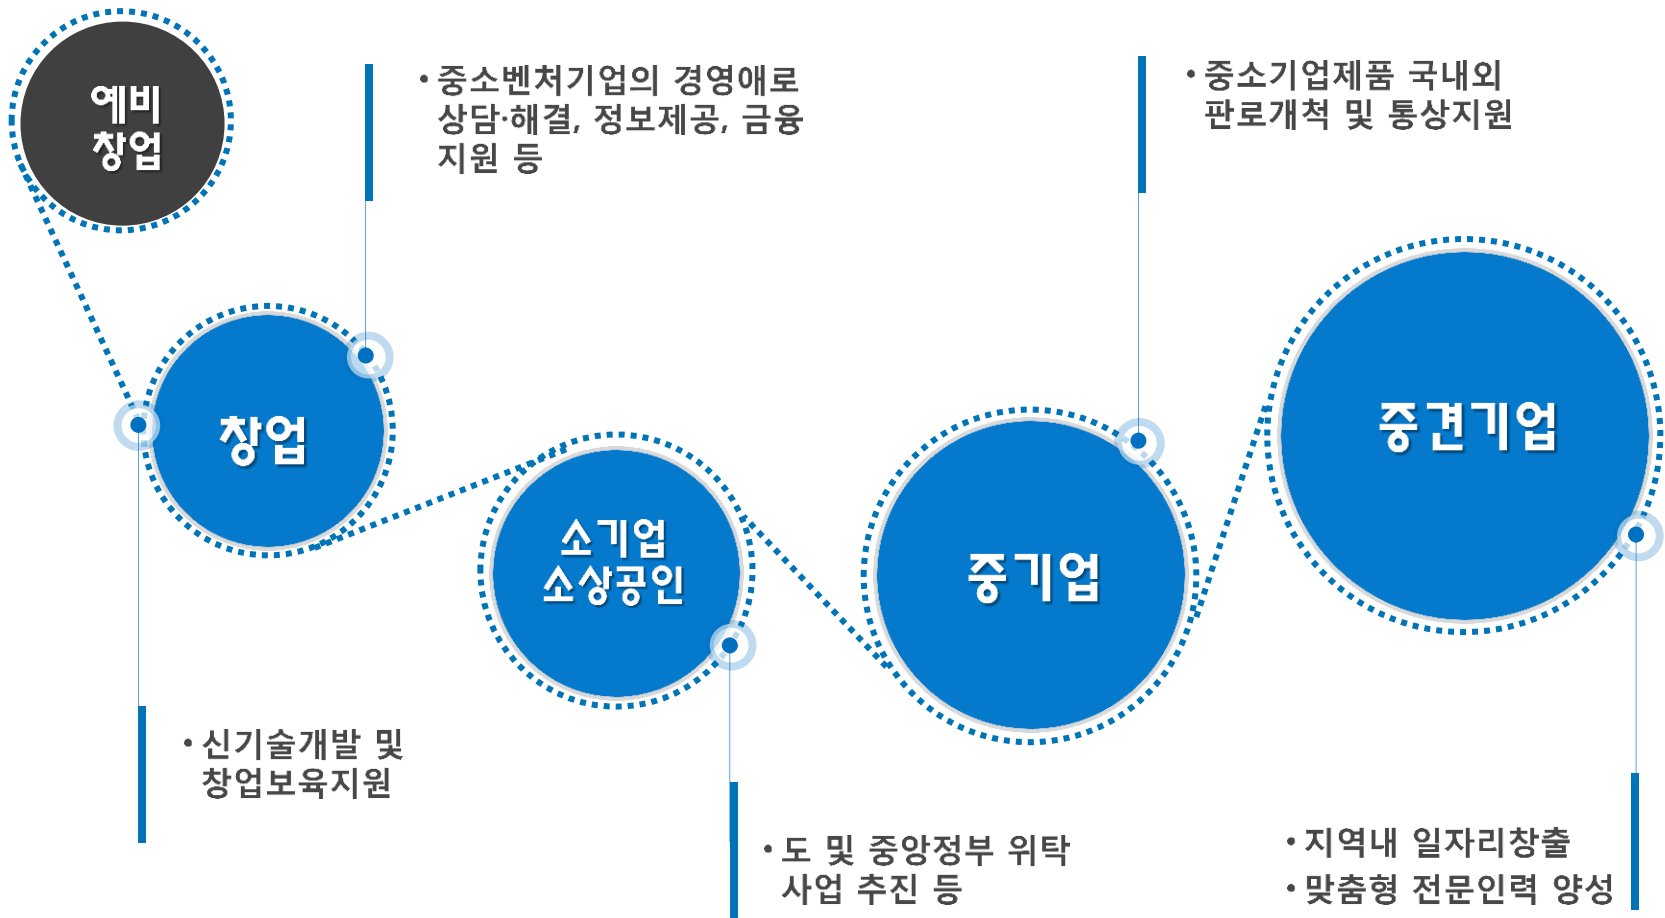 예비
창업
• 중소벤처기업의 경영애로
상담·해결, 정보제공, 금융
지원 등
• 중소기업제품 국내외
판로개척 및 통상지원
창업
소기업
소상공인
중기업
중견기업
• 신기술개발 및
창업보육지원
• 도 및 중앙정부 위탁
사업 추진 등
• 지역내 일자리창출
• 맞춤형 전문인력 양성